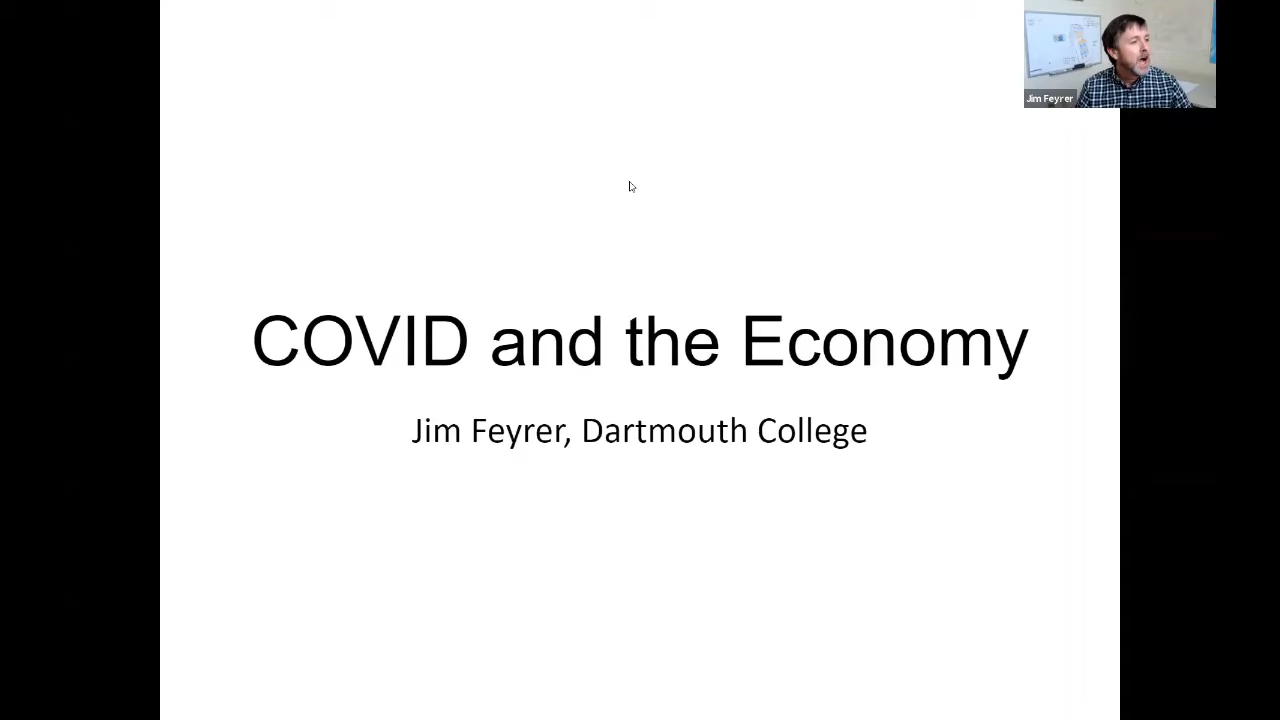 Jim Feyrer
COVID and the Economy
Jim Feyrer, Dartmouth College